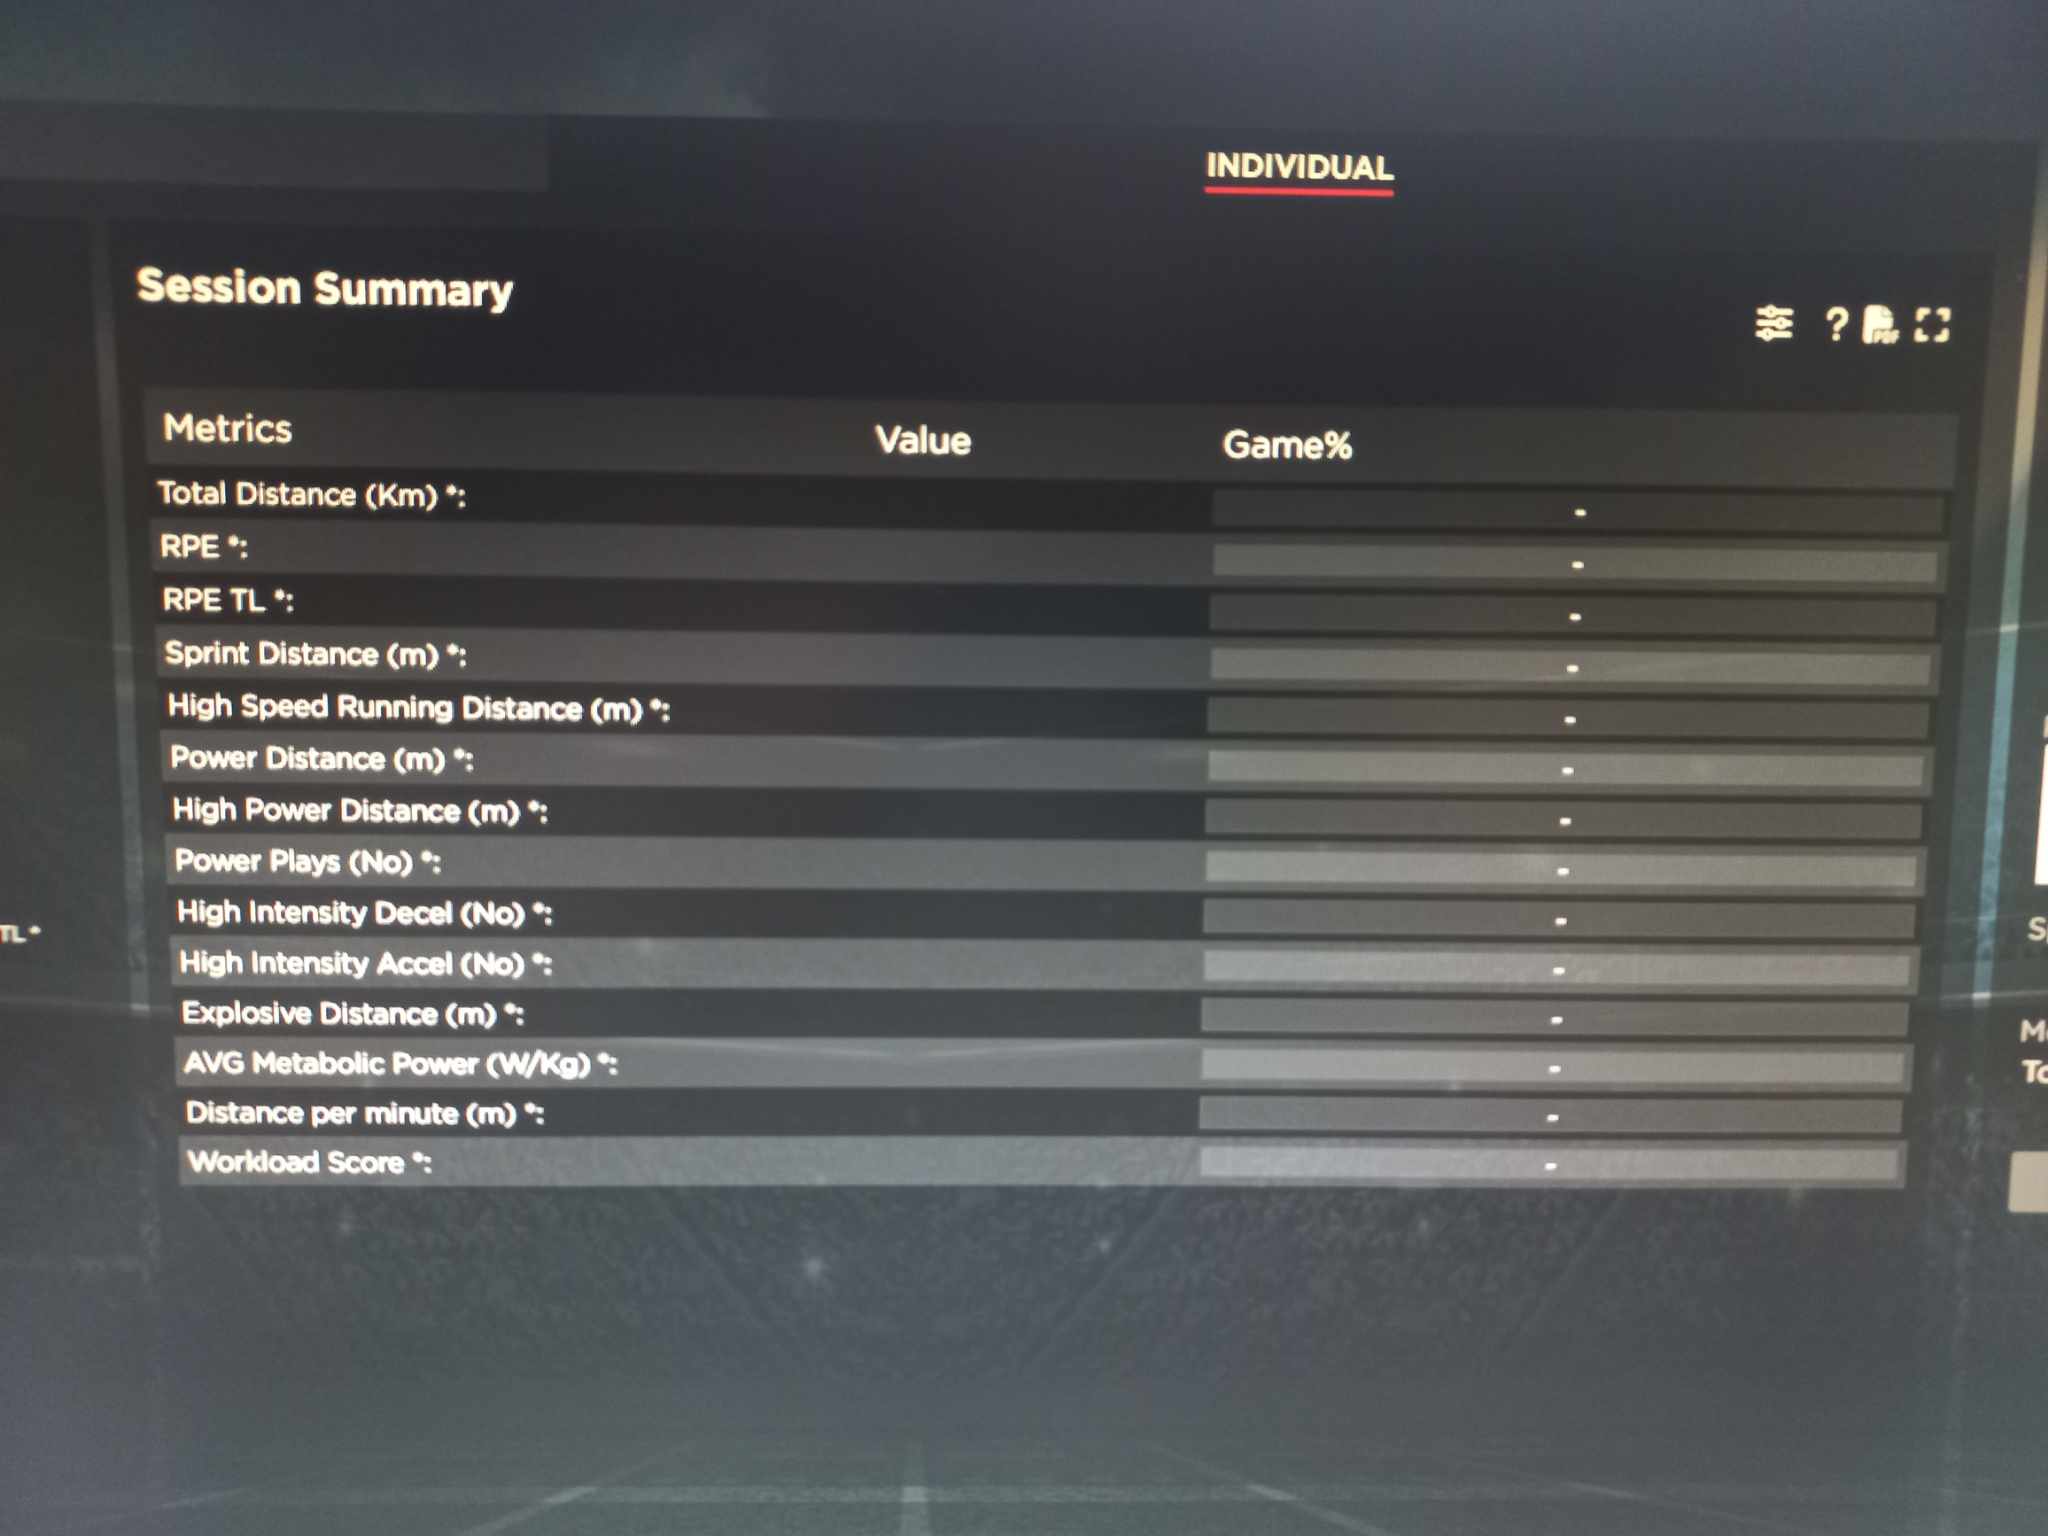 INDIVIDUAL
Session Summary
PDF
Metrics Value Game%
Total Distance (Km) *: -
RPE *: -
RPE TL *: -
Sprint Distance (m) *: -
High Speed Running Distance (m) *: -
Power Distance (m) *: -
High Power Distance (m) *: -
Power Plays (No) *: -
High Intensity Decel (No) *: -
TL *
High Intensity Accel (No) *: -
Explosive Distance (m) *: -
AVG Metabolic Power (W/Kg) *: -
Distance per minute (m) *: -
Workload Score *: -